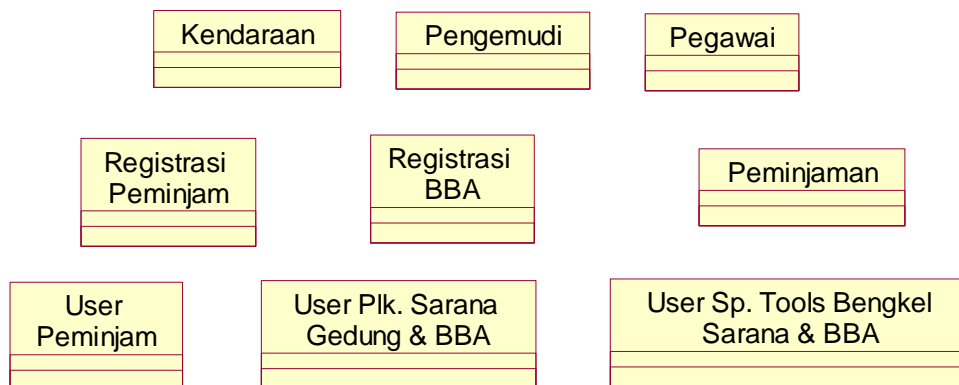 Kendaraan
Pengemudi
Pegawai
Registrasi
Peminjam
Registrasi
BBA
Peminjaman
User
Peminjam
User Plk. Sarana
Gedung & BBA
User Sp. Tools Bengkel
Sarana & BBA